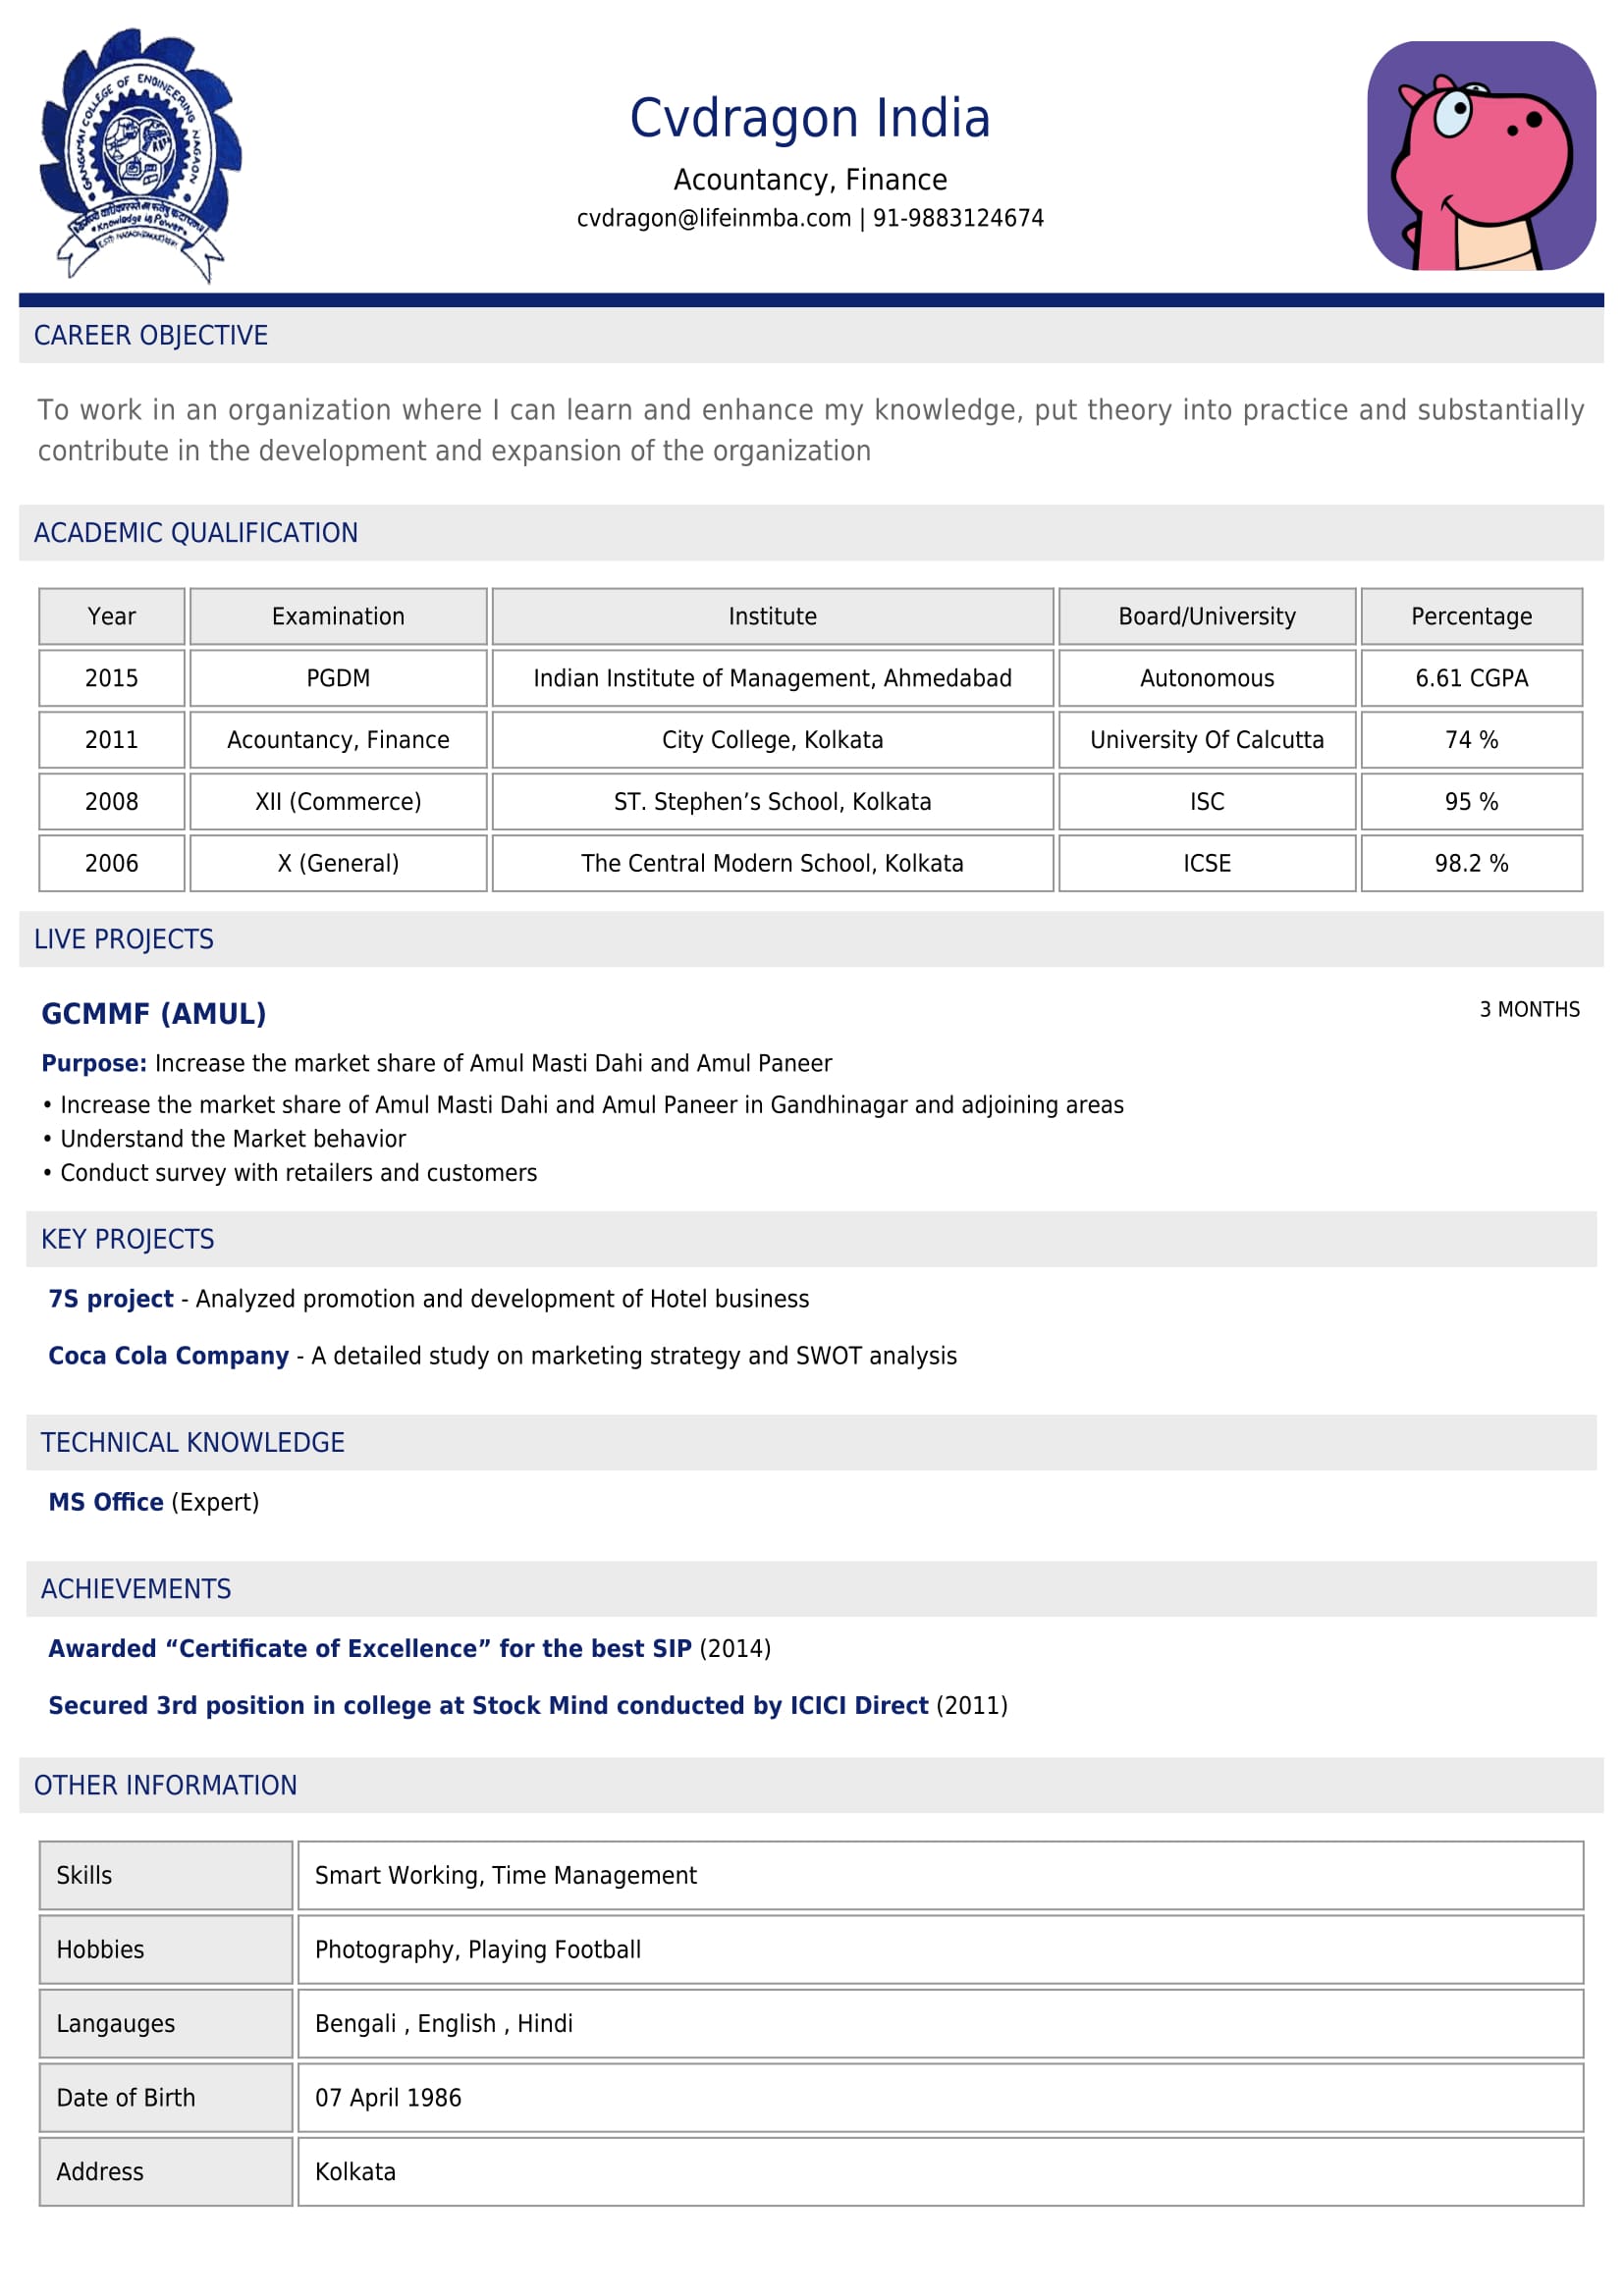 GANGAMAI COLLEGE OF ENGINEERING NAGAON
Knowledge is Power
Cvdragon India
Acountancy, Finance
cvdragon@lifeinmba.com | 91-9883124674
CAREER OBJECTIVE
To work in an organization where I can learn and enhance my knowledge, put theory into practice and substantially
contribute in the development and expansion of the organization
ACADEMIC QUALIFICATION
Year Examination Institute Board/University Percentage
2015 PGDM Indian Institute of Management, Ahmedabad Autonomous 6.61 CGPA
2011 Acountancy, Finance City College, Kolkata University Of Calcutta 74 %
2008 XII (Commerce) ST. Stephen’s School, Kolkata ISC 95 %
2006 X (General) The Central Modern School, Kolkata ICSE 98.2 %
LIVE PROJECTS
GCMMF (AMUL) 3 MONTHS
Purpose: Increase the market share of Amul Masti Dahi and Amul Paneer
• Increase the market share of Amul Masti Dahi and Amul Paneer in Gandhinagar and adjoining areas
• Understand the Market behavior
• Conduct survey with retailers and customers
KEY PROJECTS
7S project - Analyzed promotion and development of Hotel business
Coca Cola Company - A detailed study on marketing strategy and SWOT analysis
TECHNICAL KNOWLEDGE
MS Office (Expert)
ACHIEVEMENTS
Awarded “Certificate of Excellence” for the best SIP (2014)
Secured 3rd position in college at Stock Mind conducted by ICICI Direct (2011)
OTHER INFORMATION
Skills Smart Working, Time Management
Hobbies Photography, Playing Football
Langauges Bengali , English , Hindi
Date of Birth 07 April 1986
Address Kolkata